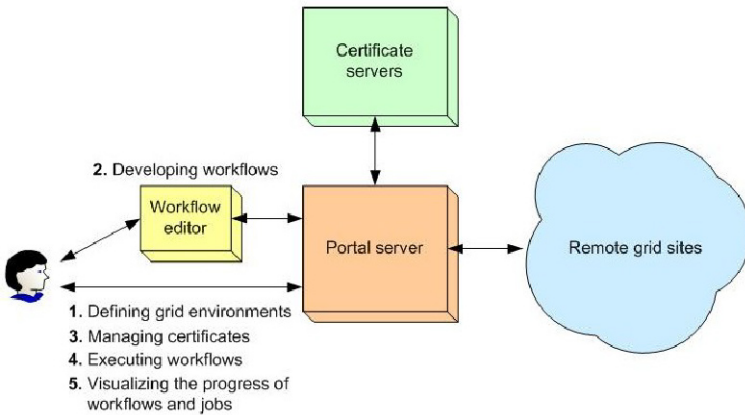 Certificate
servers
2. Developing workflows
Workflow
editor
Portal server
Remote grid sites
1. Defining grid environments
3. Managing certificates
4. Executing workflows
5. Visualizing the progress of
workflows and jobs